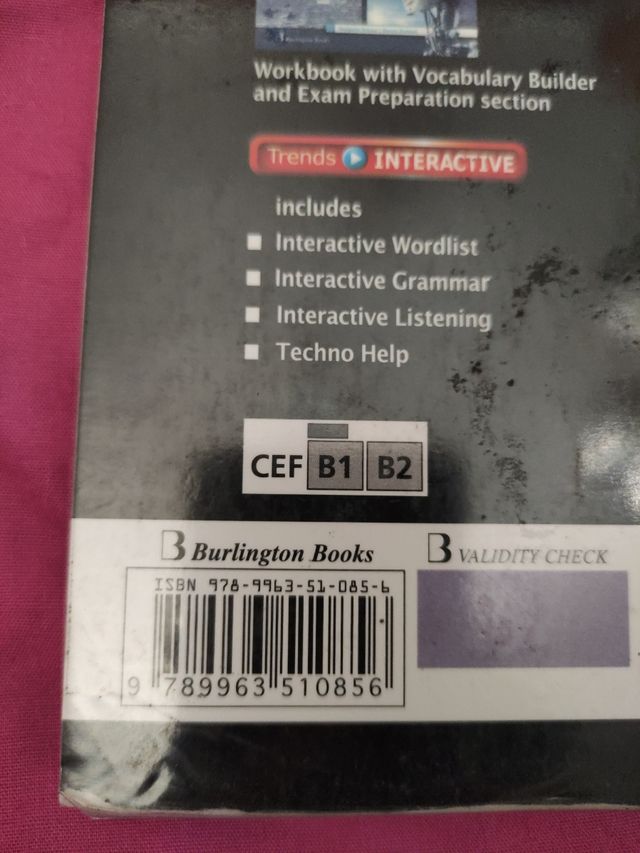 Workbook with Vocabulary Builder
and Exam Preparation section
Trends INTERACTIVE
includes
Interactive Wordlist
Interactive Grammar
Interactive Listening
Techno Help
CEF B1 B2
B Burlington Books
B VALIDITY CHECK
ISBN 978-9963-51-085-6
9 789963 510856